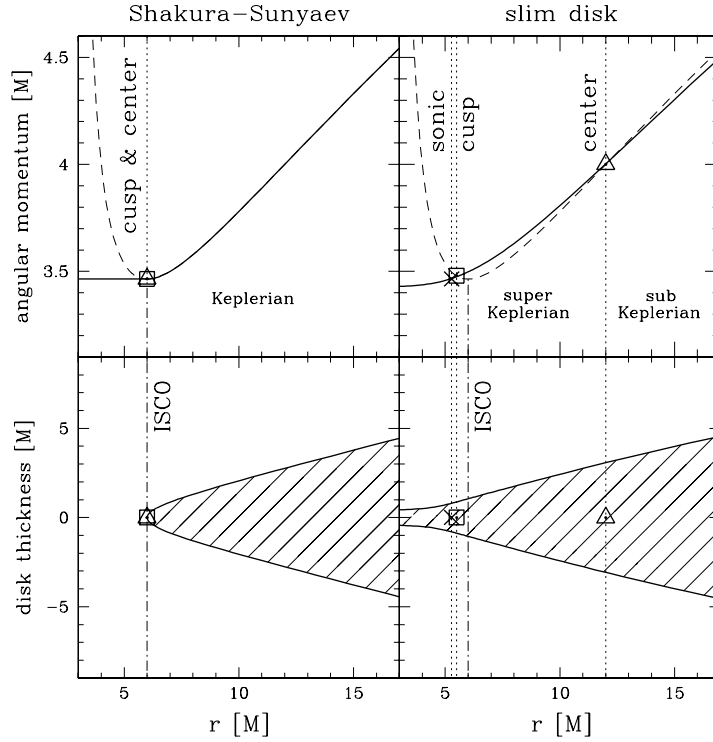 Shakura−Sunyaev
slim disk
angular momentum [M]
4.5
4
3.5
cusp & center
Keplerian
sonic
cusp
center
super
Keplerian
sub
Keplerian
disk thickness [M]
5
0
−5
ISCO
ISCO
5
10
15
5
10
15
r [M]
r [M]